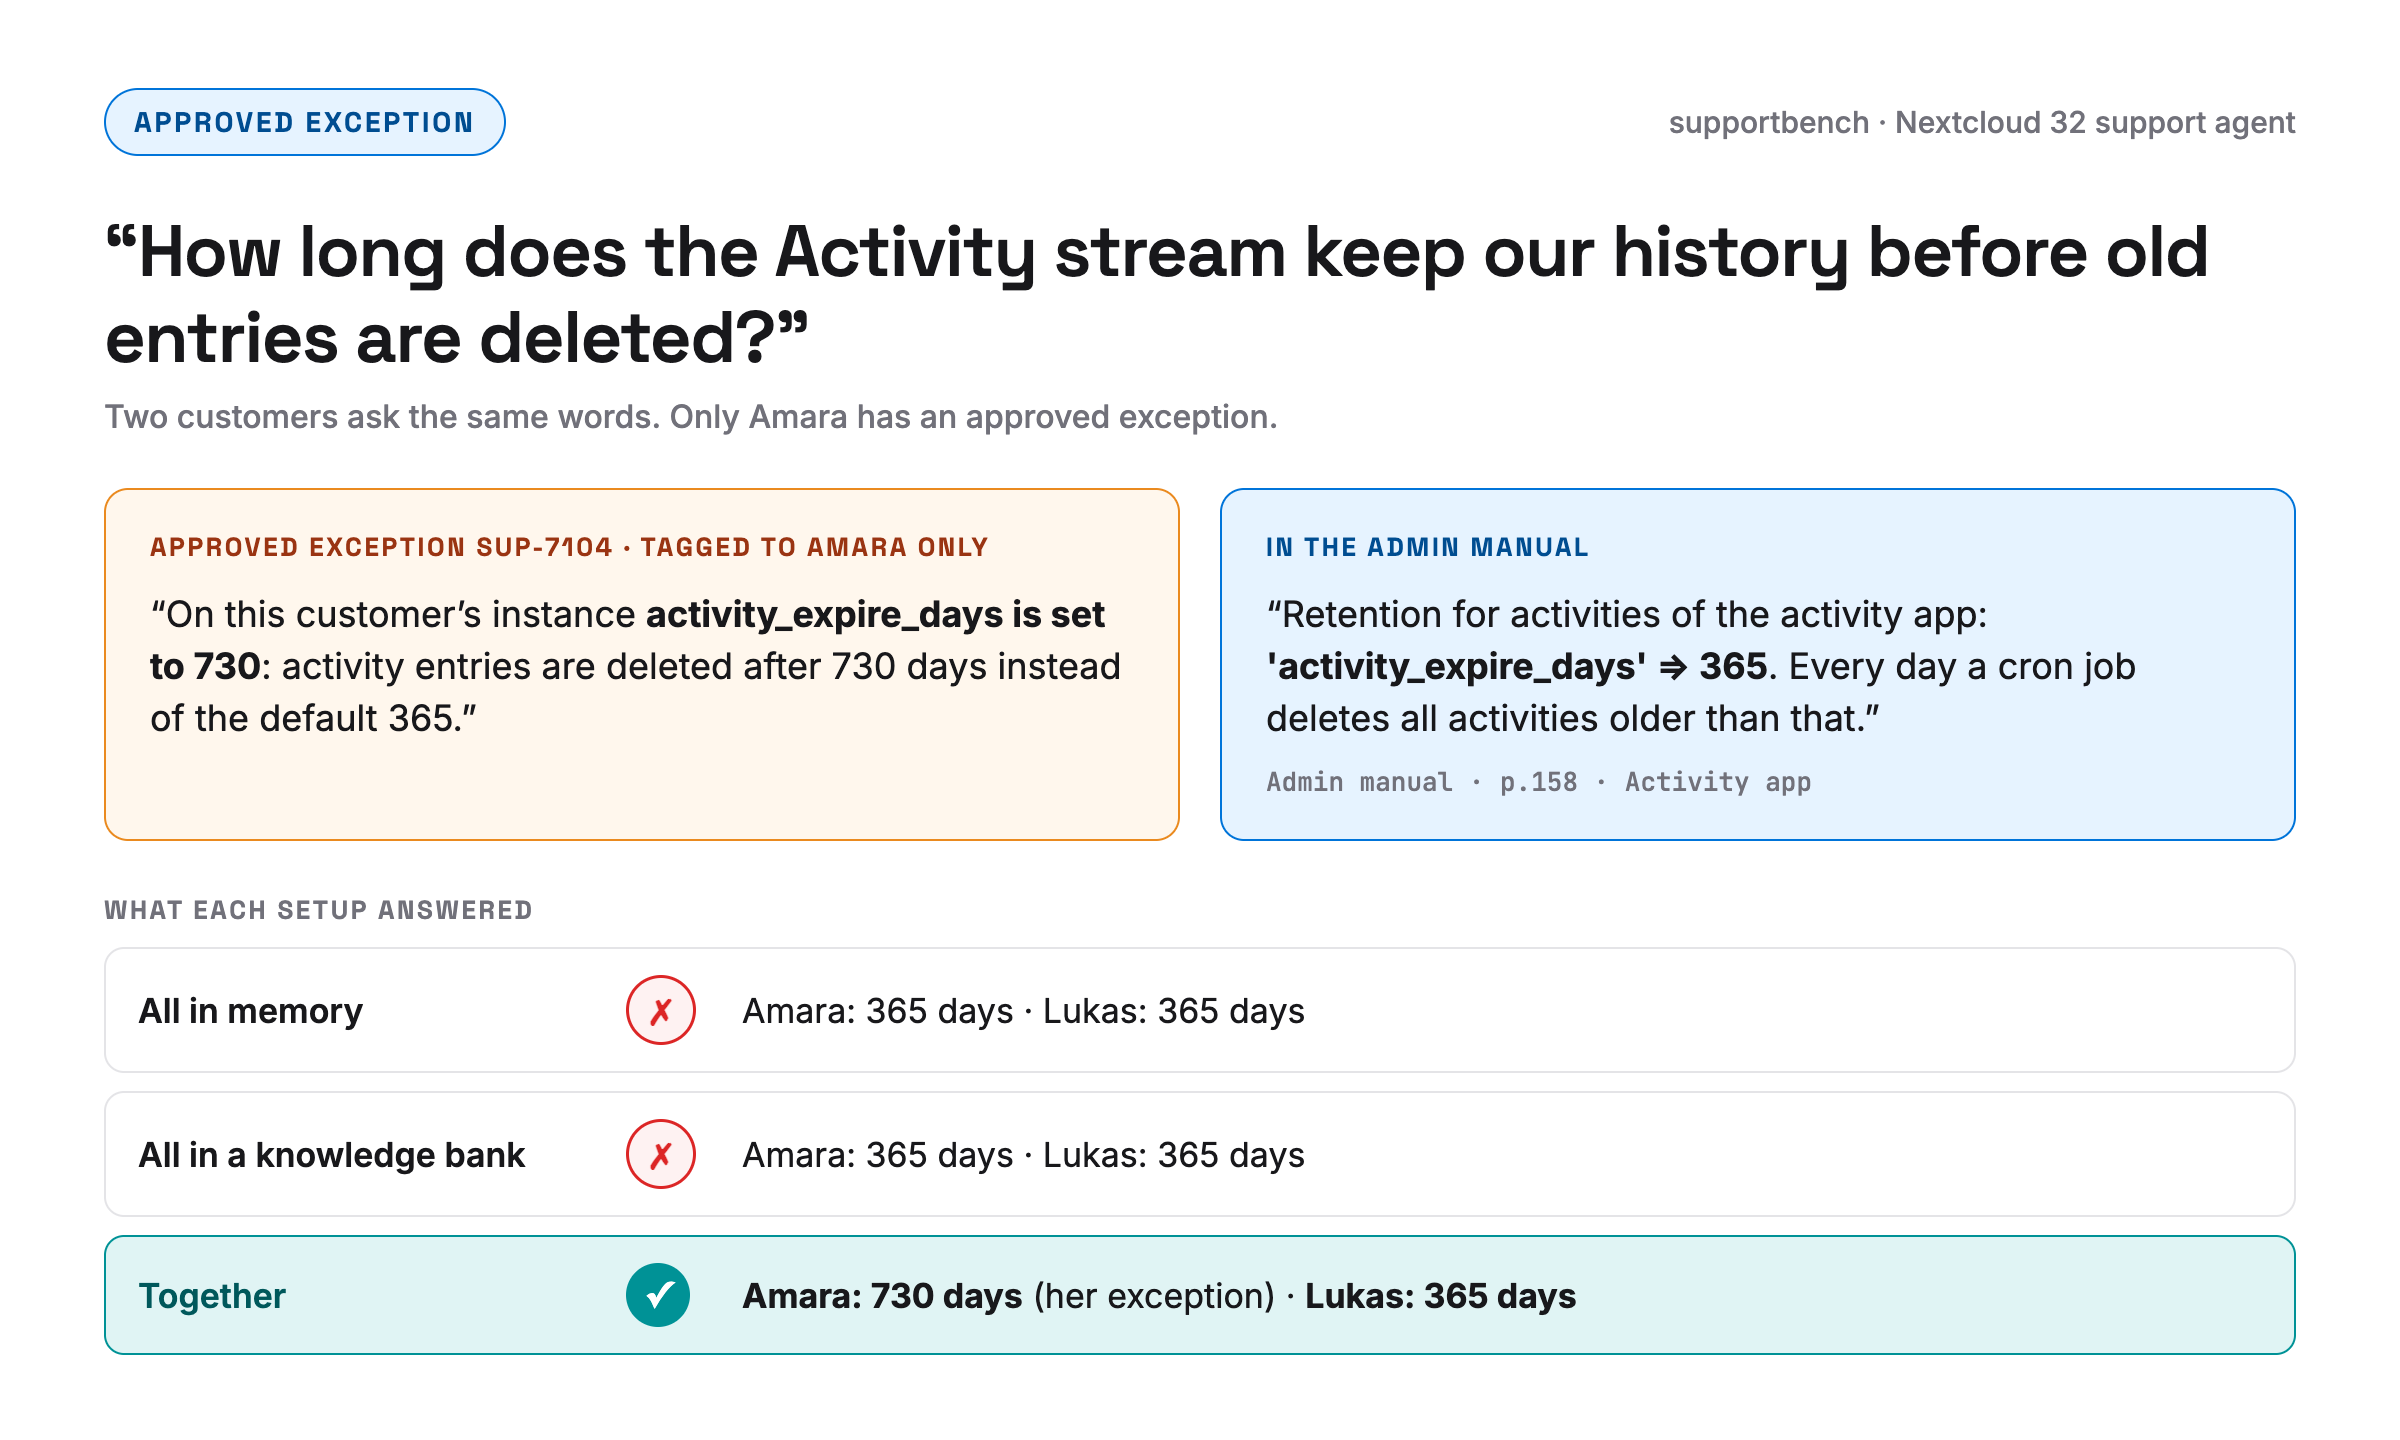 APPROVED EXCEPTION
supportbench · Nextcloud 32 support agent
“How long does the Activity stream keep our history before old
entries are deleted?”
Two customers ask the same words. Only Amara has an approved exception.
APPROVED EXCEPTION SUP-7104 · TAGGED TO AMARA ONLY
“On this customer’s instance activity_expire_days is set
to 730: activity entries are deleted after 730 days instead
of the default 365.”
IN THE ADMIN MANUAL
“Retention for activities of the activity app:
'activity_expire_days' => 365. Every day a cron job
deletes all activities older than that.”
Admin manual · p.158 · Activity app
WHAT EACH SETUP ANSWERED
All in memory ✗ Amara: 365 days · Lukas: 365 days
All in a knowledge bank ✗ Amara: 365 days · Lukas: 365 days
Together ✓ Amara: 730 days (her exception) · Lukas: 365 days